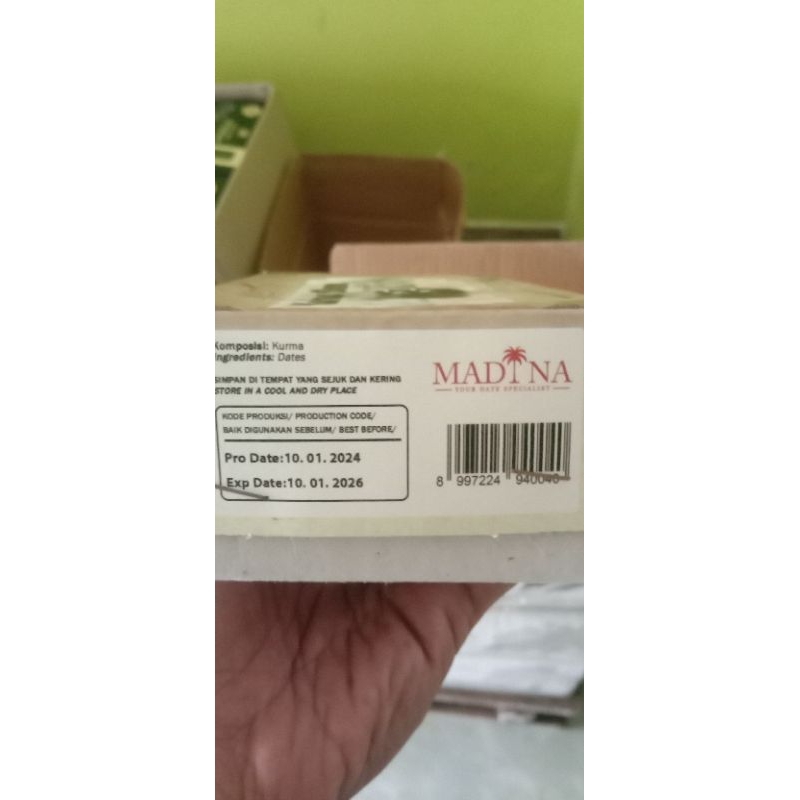 Komposisi: Kurma
Ingredients: Dates
SIMPAN DI TEMPAT YANG SEJUK DAN KERING
STORE IN A COOL AND DRY PLACE
KODE PRODUKSI/ PRODUCTION CODE/
BAIK DIGUNAKAN SEBELUM/ BEST BEFORE/
Pro Date:10. 01. 2024
Exp Date:10. 01. 2026
MADINA
YOUR DATE SPECIALIST
8 997224 940040